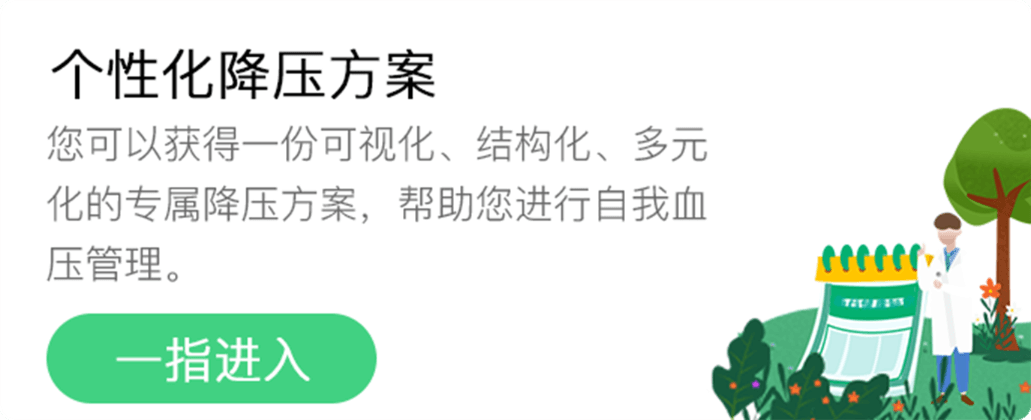 个性化降压方案
您可以获得一份可视化、结构化、多元
化的专属降压方案，帮助您进行自我血
压管理。
一指进入